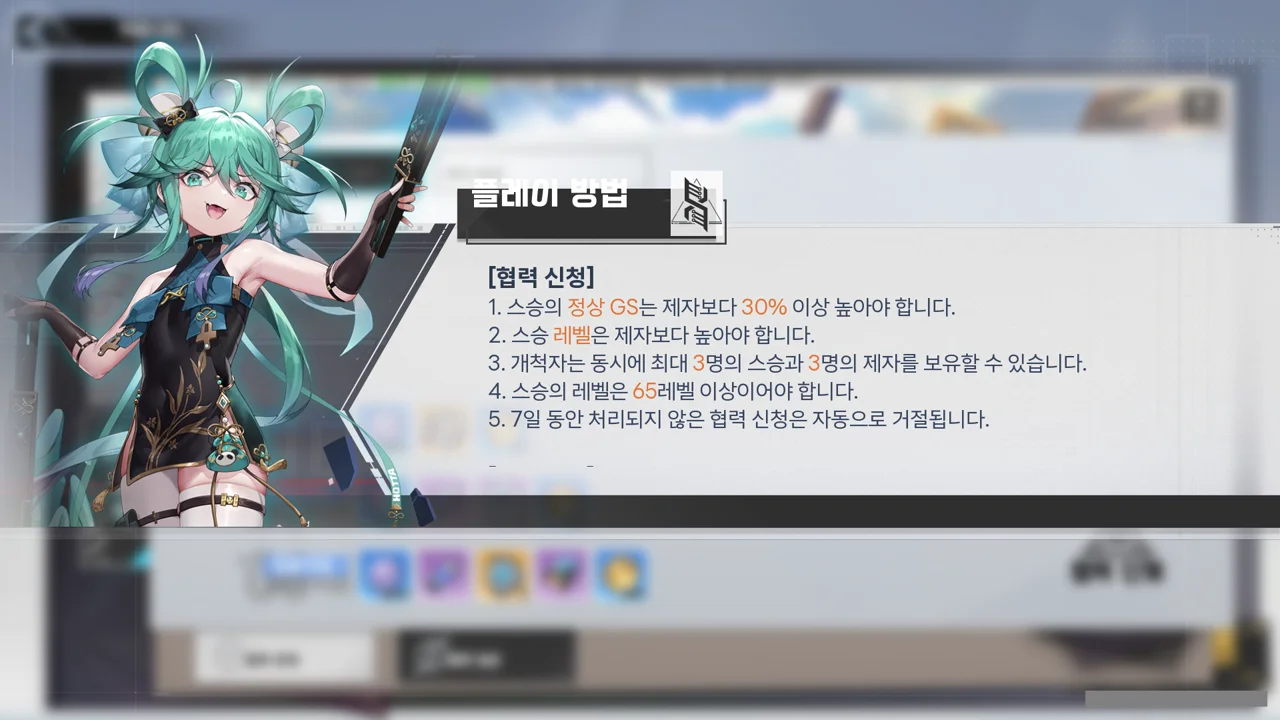 플레이 방법
[협력 신청]
1. 스승의 정상 GS는 제자보다 30% 이상 높아야 합니다.
2. 스승 레벨은 제자보다 높아야 합니다.
3. 개척자는 동시에 최대 3명의 스승과 3명의 제자를 보유할 수 있습니다.
4. 스승의 레벨은 65레벨 이상이어야 합니다.
5. 7일 동안 처리되지 않은 협력 신청은 자동으로 거절됩니다.
HOTTA